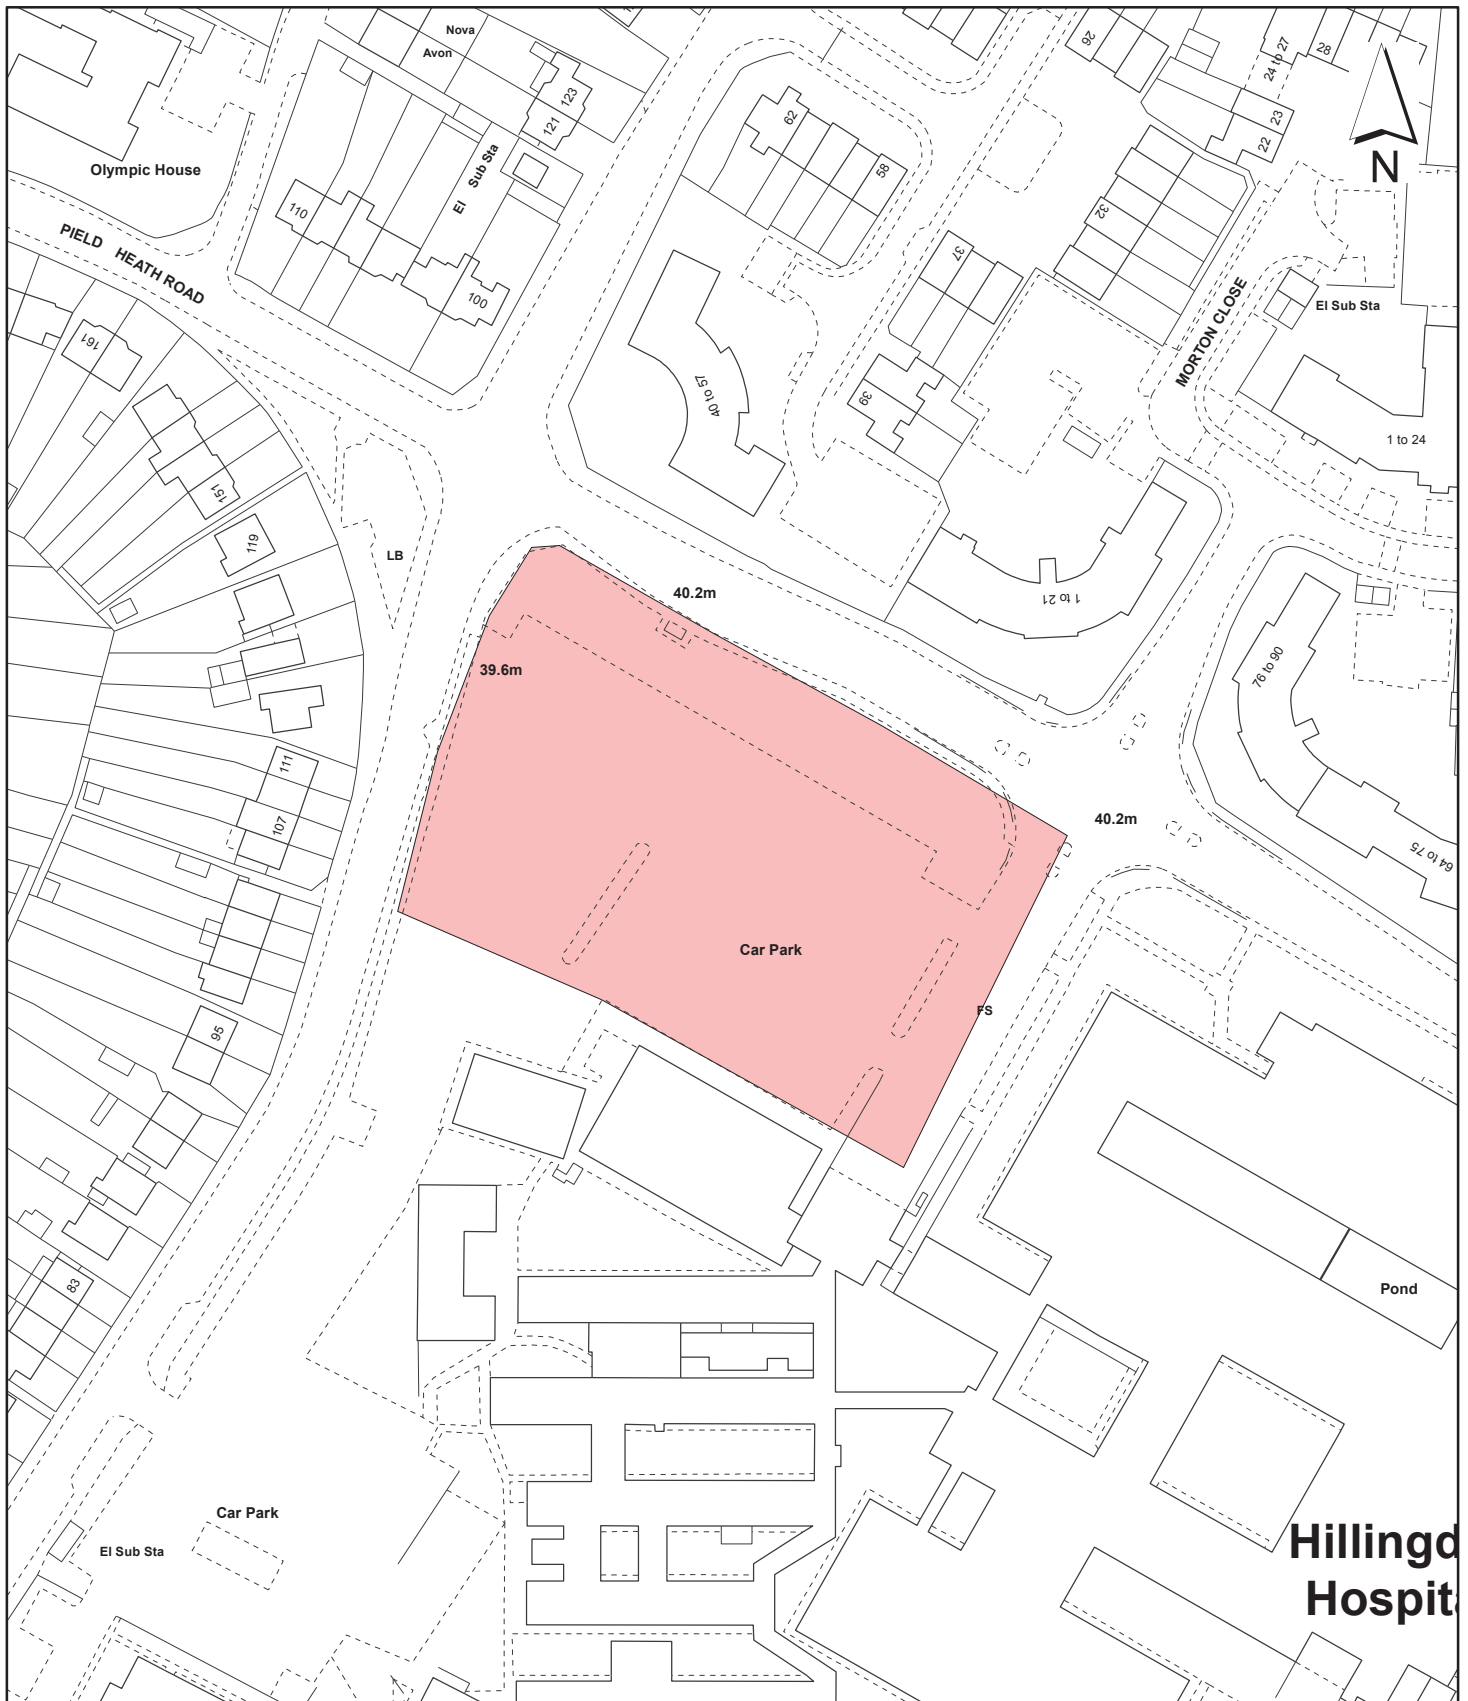 Nova
Avon
123
121
El Sub Sta
Olympic House
PIELD HEATH ROAD
110
100
62
58
26
24 to 27
28
23
22
N
32
37
39
MORTON CLOSE
El Sub Sta
1 to 24
161
151
119
40 to 57
LB
40.2m
39.6m
1 to 21
76 to 90
64 to 75
40.2m
111
107
95
83
Car Park
FS
Pond
Car Park
El Sub Sta
Hillingd
Hospita